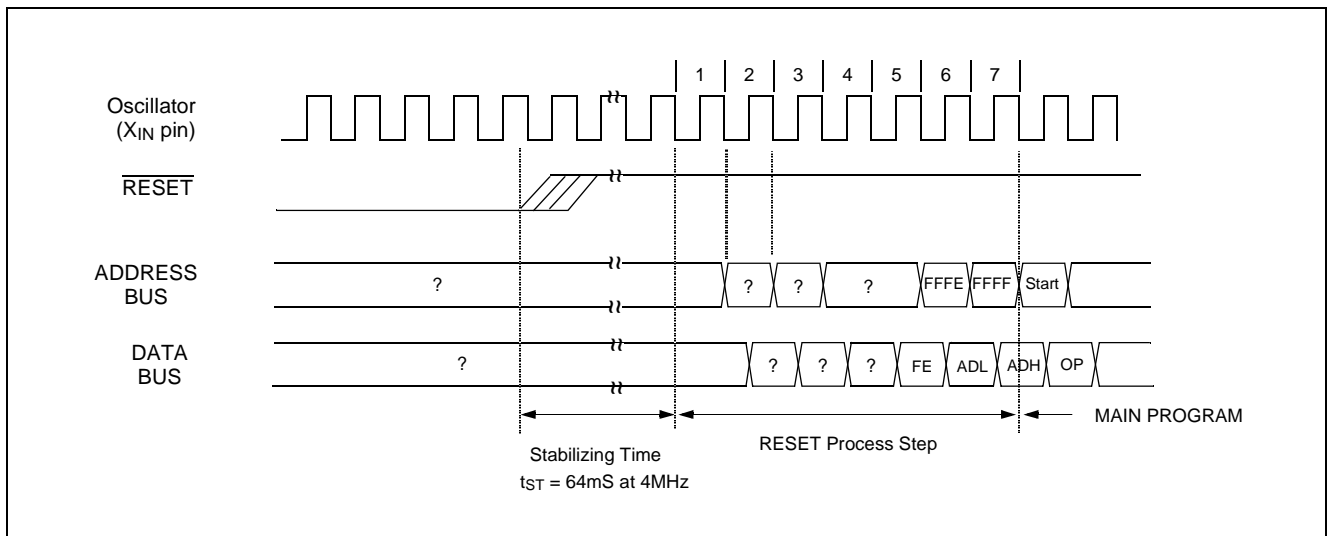 1 2 3 4 5 6 7
Oscillator
(XIN pin)
RESET
ADDRESS
BUS
? ? ? ? FFFE FFFF Start
DATA
BUS
? ? ? ? FE ADL ADH OP
MAIN PROGRAM
RESET Process Step
Stabilizing Time
tST = 64mS at 4MHz